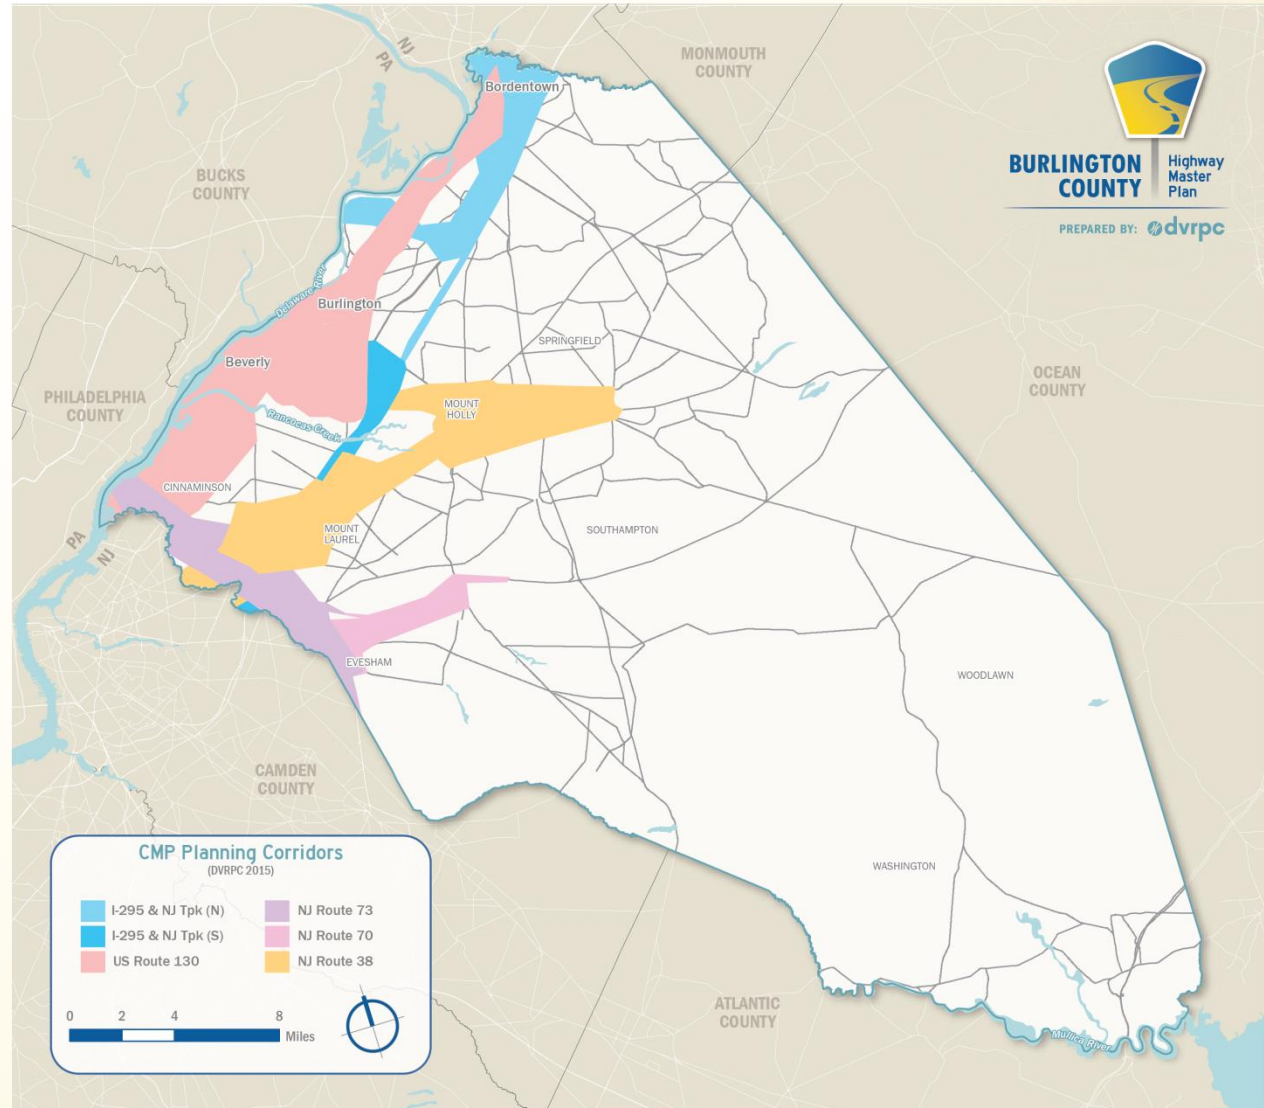 NJ
PA
MONMOUTH
COUNTY
Bordentown
BURLINGTON
COUNTY
Highway
Master
Plan
PREPARED BY: dvrpc
BUCKS
COUNTY
Delaware River
Burlington
SPRINGFIELD
Beverly
PHILADELPHIA
COUNTY
OCEAN
COUNTY
MOUNT
HOLLY
Rancocas Creek
CINNAMINSON
PA
NJ
MOUNT
LAUREL
SOUTHAMPTON
EVESHAM
WOODLAWN
CAMDEN
COUNTY
WASHINGTON
ATLANTIC
COUNTY
Mullica River
CMP Planning Corridors
(DVRPC 2015)
I-295 & NJ Tpk (N)
I-295 & NJ Tpk (S)
US Route 130
NJ Route 73
NJ Route 70
NJ Route 38
0 2 4 8
Miles